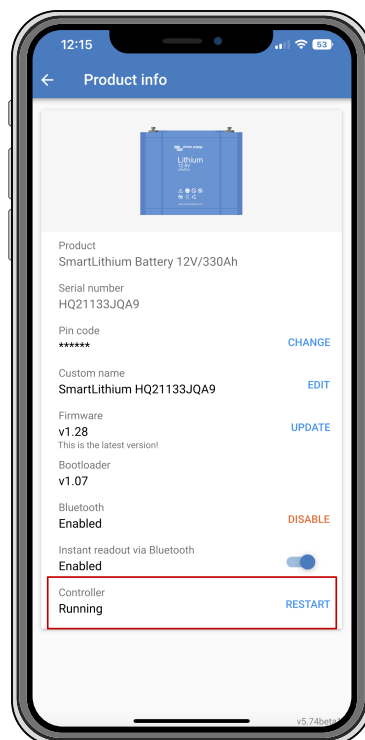 12:15
53
Product info
Lithium
12.8V
Product
SmartLithium Battery 12V/330Ah
Serial number
HQ21133JQA9
Pin code
****** CHANGE
Custom name
SmartLithium HQ21133JQA9 EDIT
Firmware
v1.28 UPDATE
This is the latest version!
Bootloader
v1.07
Bluetooth
Enabled DISABLE
Instant readout via Bluetooth
Enabled
Controller
Running RESTART